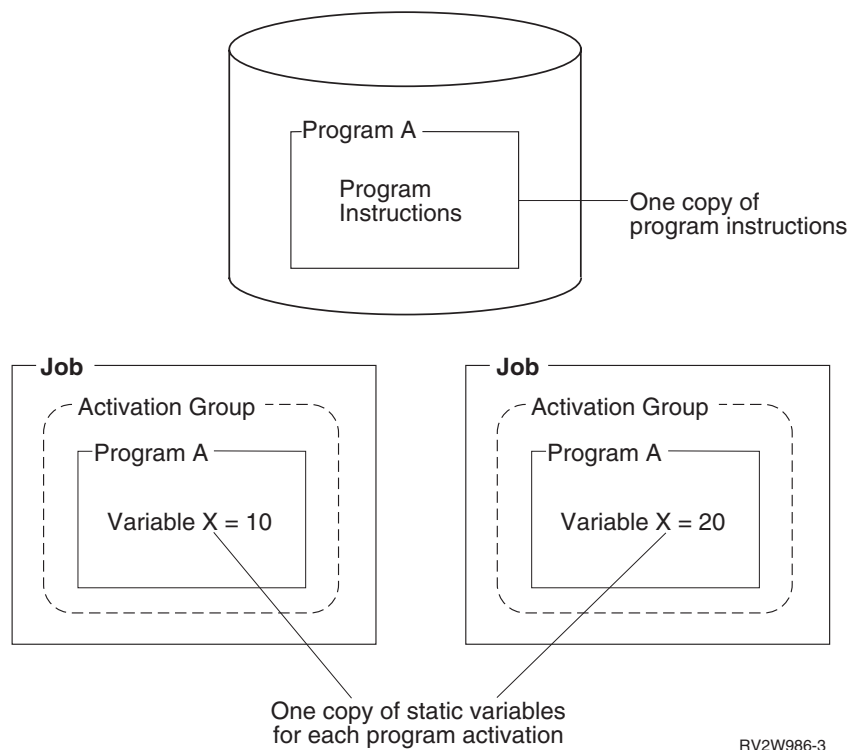 Program A
Program
Instructions
One copy of
program instructions
Job
Activation Group
Program A
Variable X = 10
Job
Activation Group
Program A
Variable X = 20
One copy of static variables
for each program activation
RV2W986-3